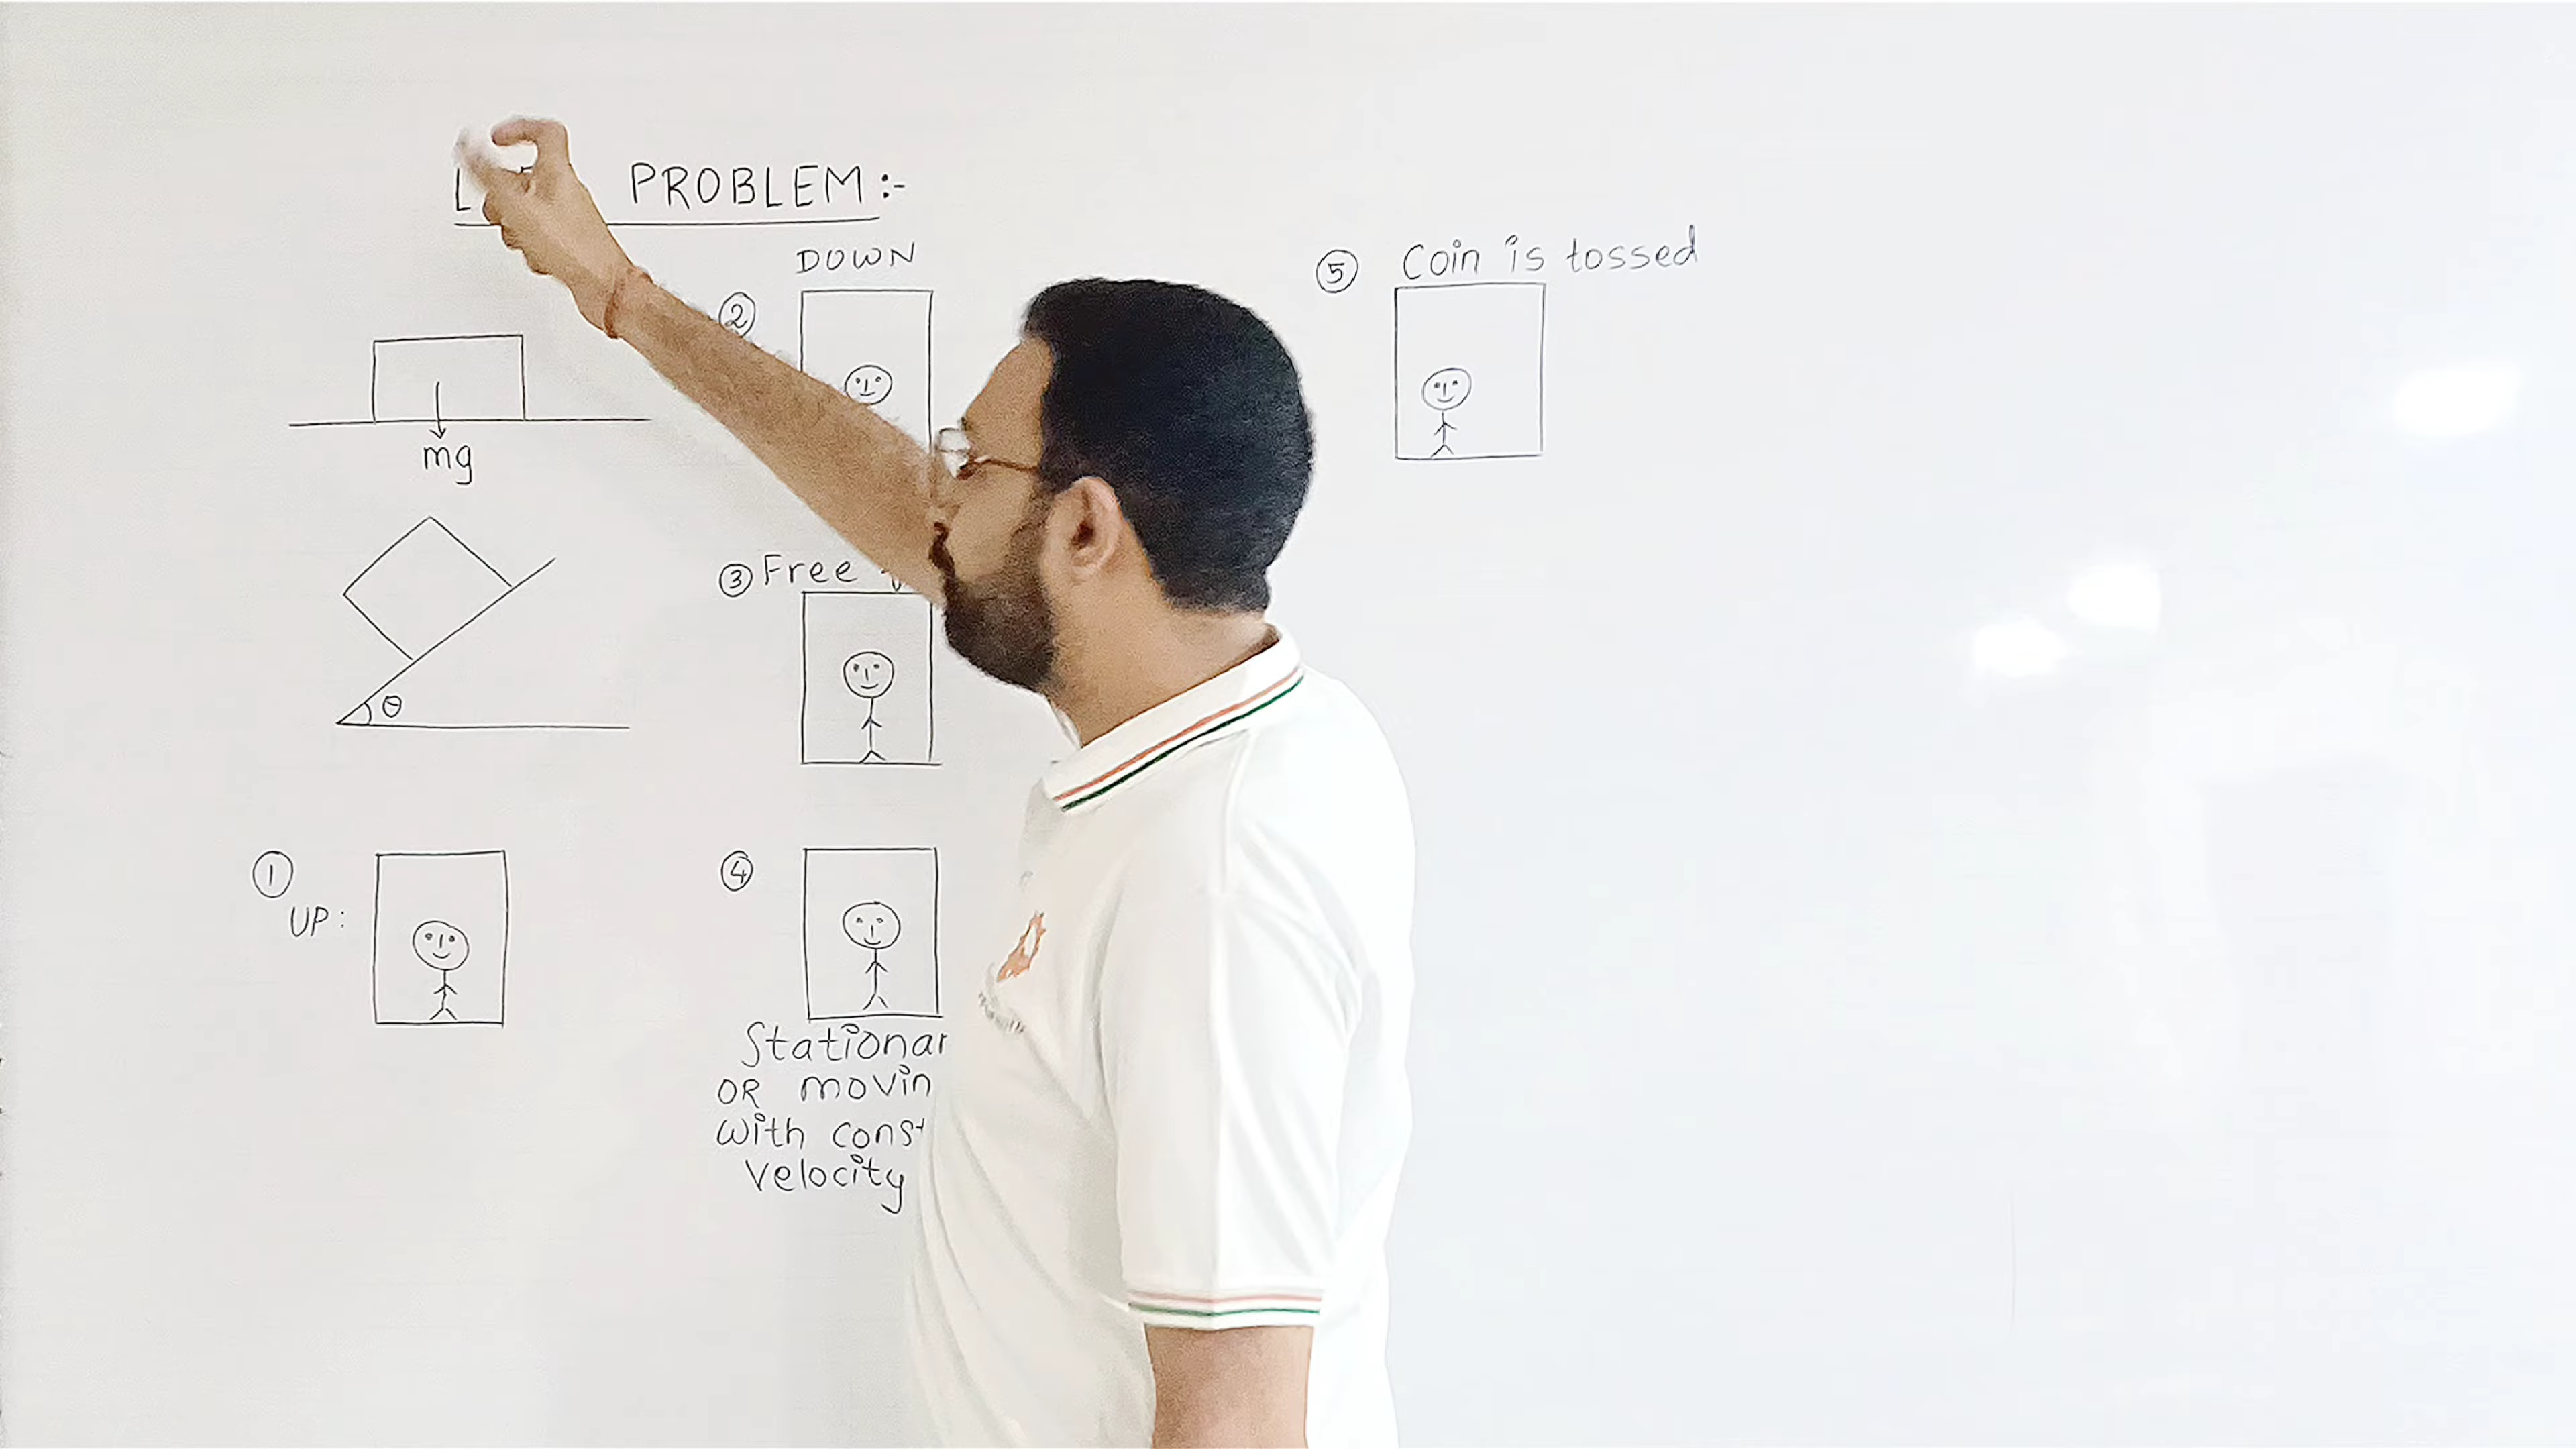 PROBLEM :-
mg
θ
① UP :
DOWN
②
③ Free
④
Stationar
OR movin
with const
velocity
⑤ Coin is tossed